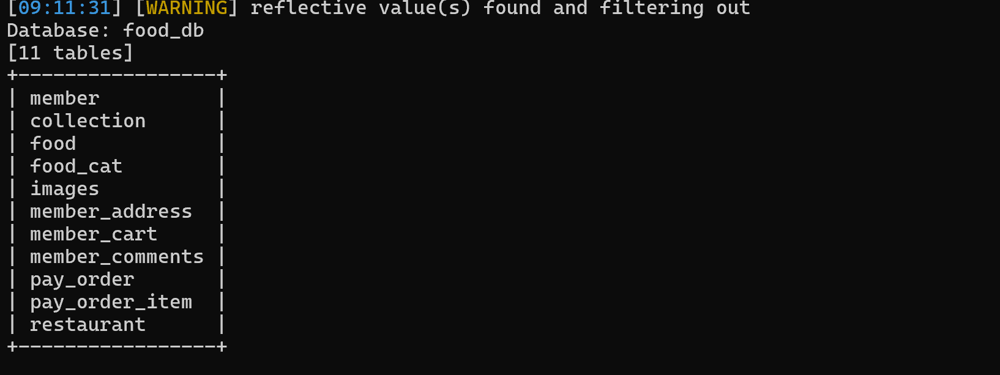 [09:11:31] [WARNING] reflective value(s) found and filtering out
Database: food_db
[11 tables]
+-----------------+
| member          |
| collection      |
| food            |
| food_cat        |
| images          |
| member_address  |
| member_cart     |
| member_comments |
| pay_order       |
| pay_order_item  |
| restaurant      |
+-----------------+